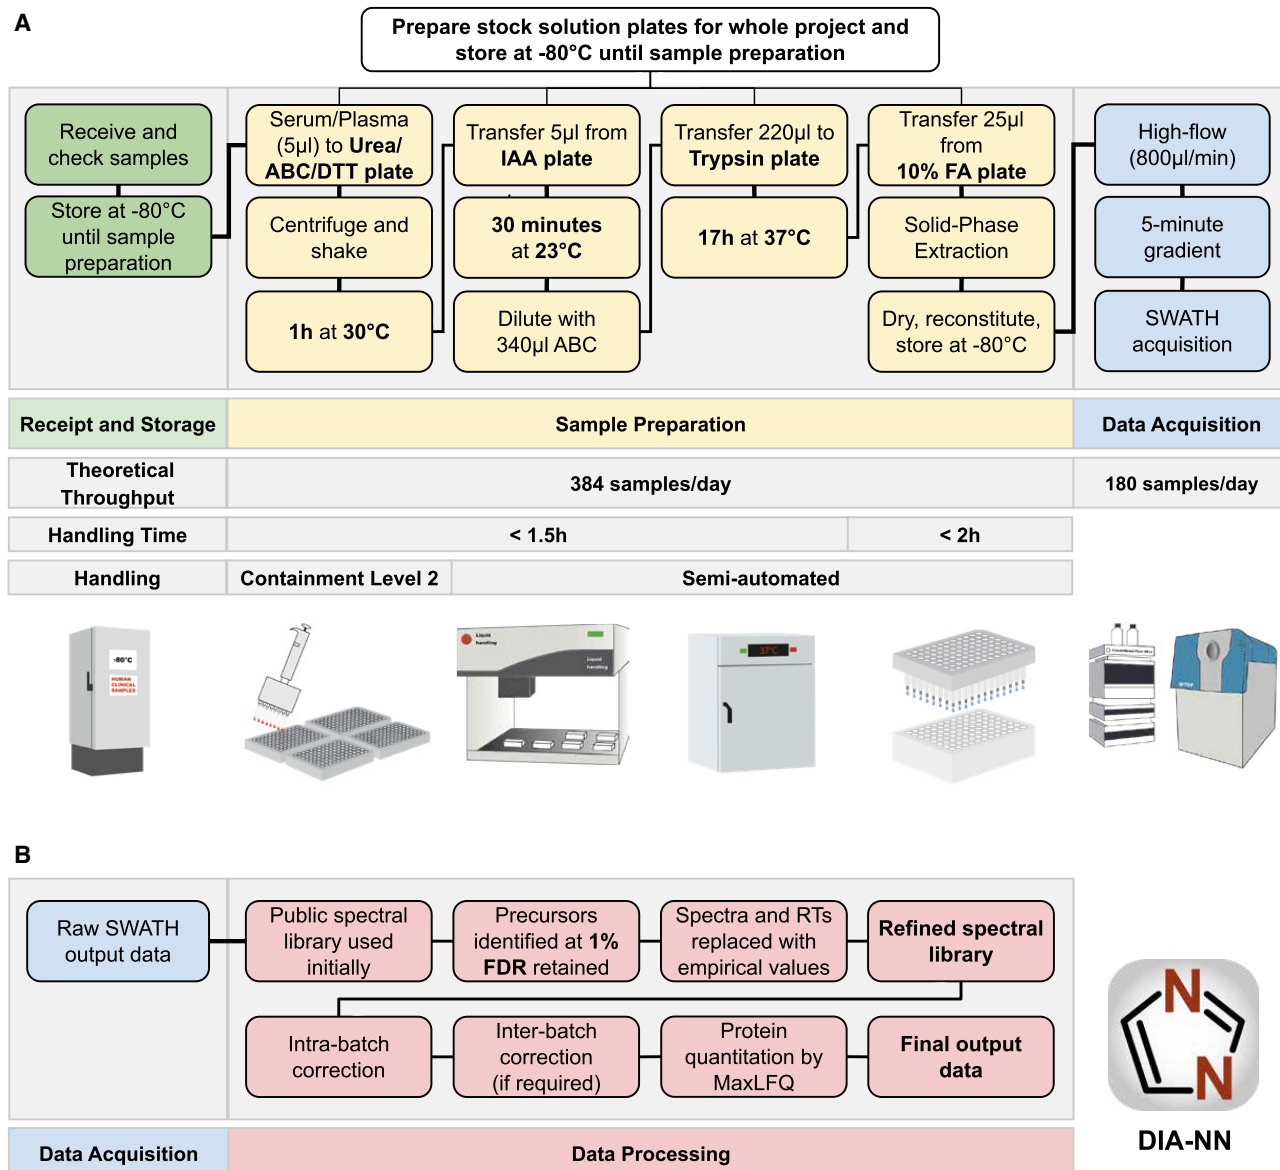 A
Prepare stock solution plates for whole project and
store at -80°C until sample preparation
Receive and
check samples
Store at -80°C
until sample
preparation
Serum/Plasma
(5µl) to Urea/
ABC/DTT plate
Centrifuge and
shake
1h at 30°C
Transfer 5µl from
IAA plate
30 minutes
at 23°C
Dilute with
340µl ABC
Transfer 220µl to
Trypsin plate
17h at 37°C
Transfer 25µl
from
10% FA plate
Solid-Phase
Extraction
Dry, reconstitute,
store at -80°C
High-flow
(800µl/min)
5-minute
gradient
SWATH
acquisition
Receipt and Storage
Sample Preparation
Data Acquisition
Theoretical
Throughput
384 samples/day
180 samples/day
Handling Time
< 1.5h
< 2h
Handling
Containment Level 2
Semi-automated
-80°C
HUMAN
CLINICAL
SAMPLES
Liquid
handling
Liquid
handling
37°C
B
Raw SWATH
output data
Public spectral
library used
initially
Precursors
identified at 1%
FDR retained
Spectra and RTs
replaced with
empirical values
Refined spectral
library
Intra-batch
correction
Inter-batch
correction
(if required)
Protein
quantitation by
MaxLFQ
Final output
data
N
N
DIA-NN
Data Acquisition
Data Processing